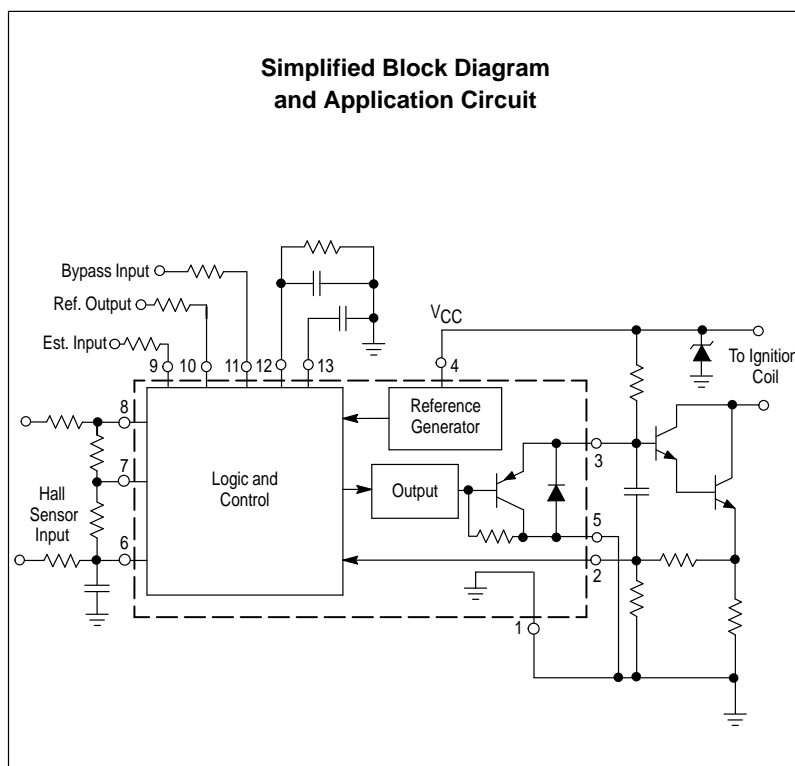 Simplified Block Diagram
and Application Circuit
Bypass Input
Ref. Output
Est. Input
VCC
To Ignition
Coil
9 10 11 12 13 4
8
Reference
Generator
3
7
Logic and
Control
Output
Hall
Sensor
Input
5
6
2
1